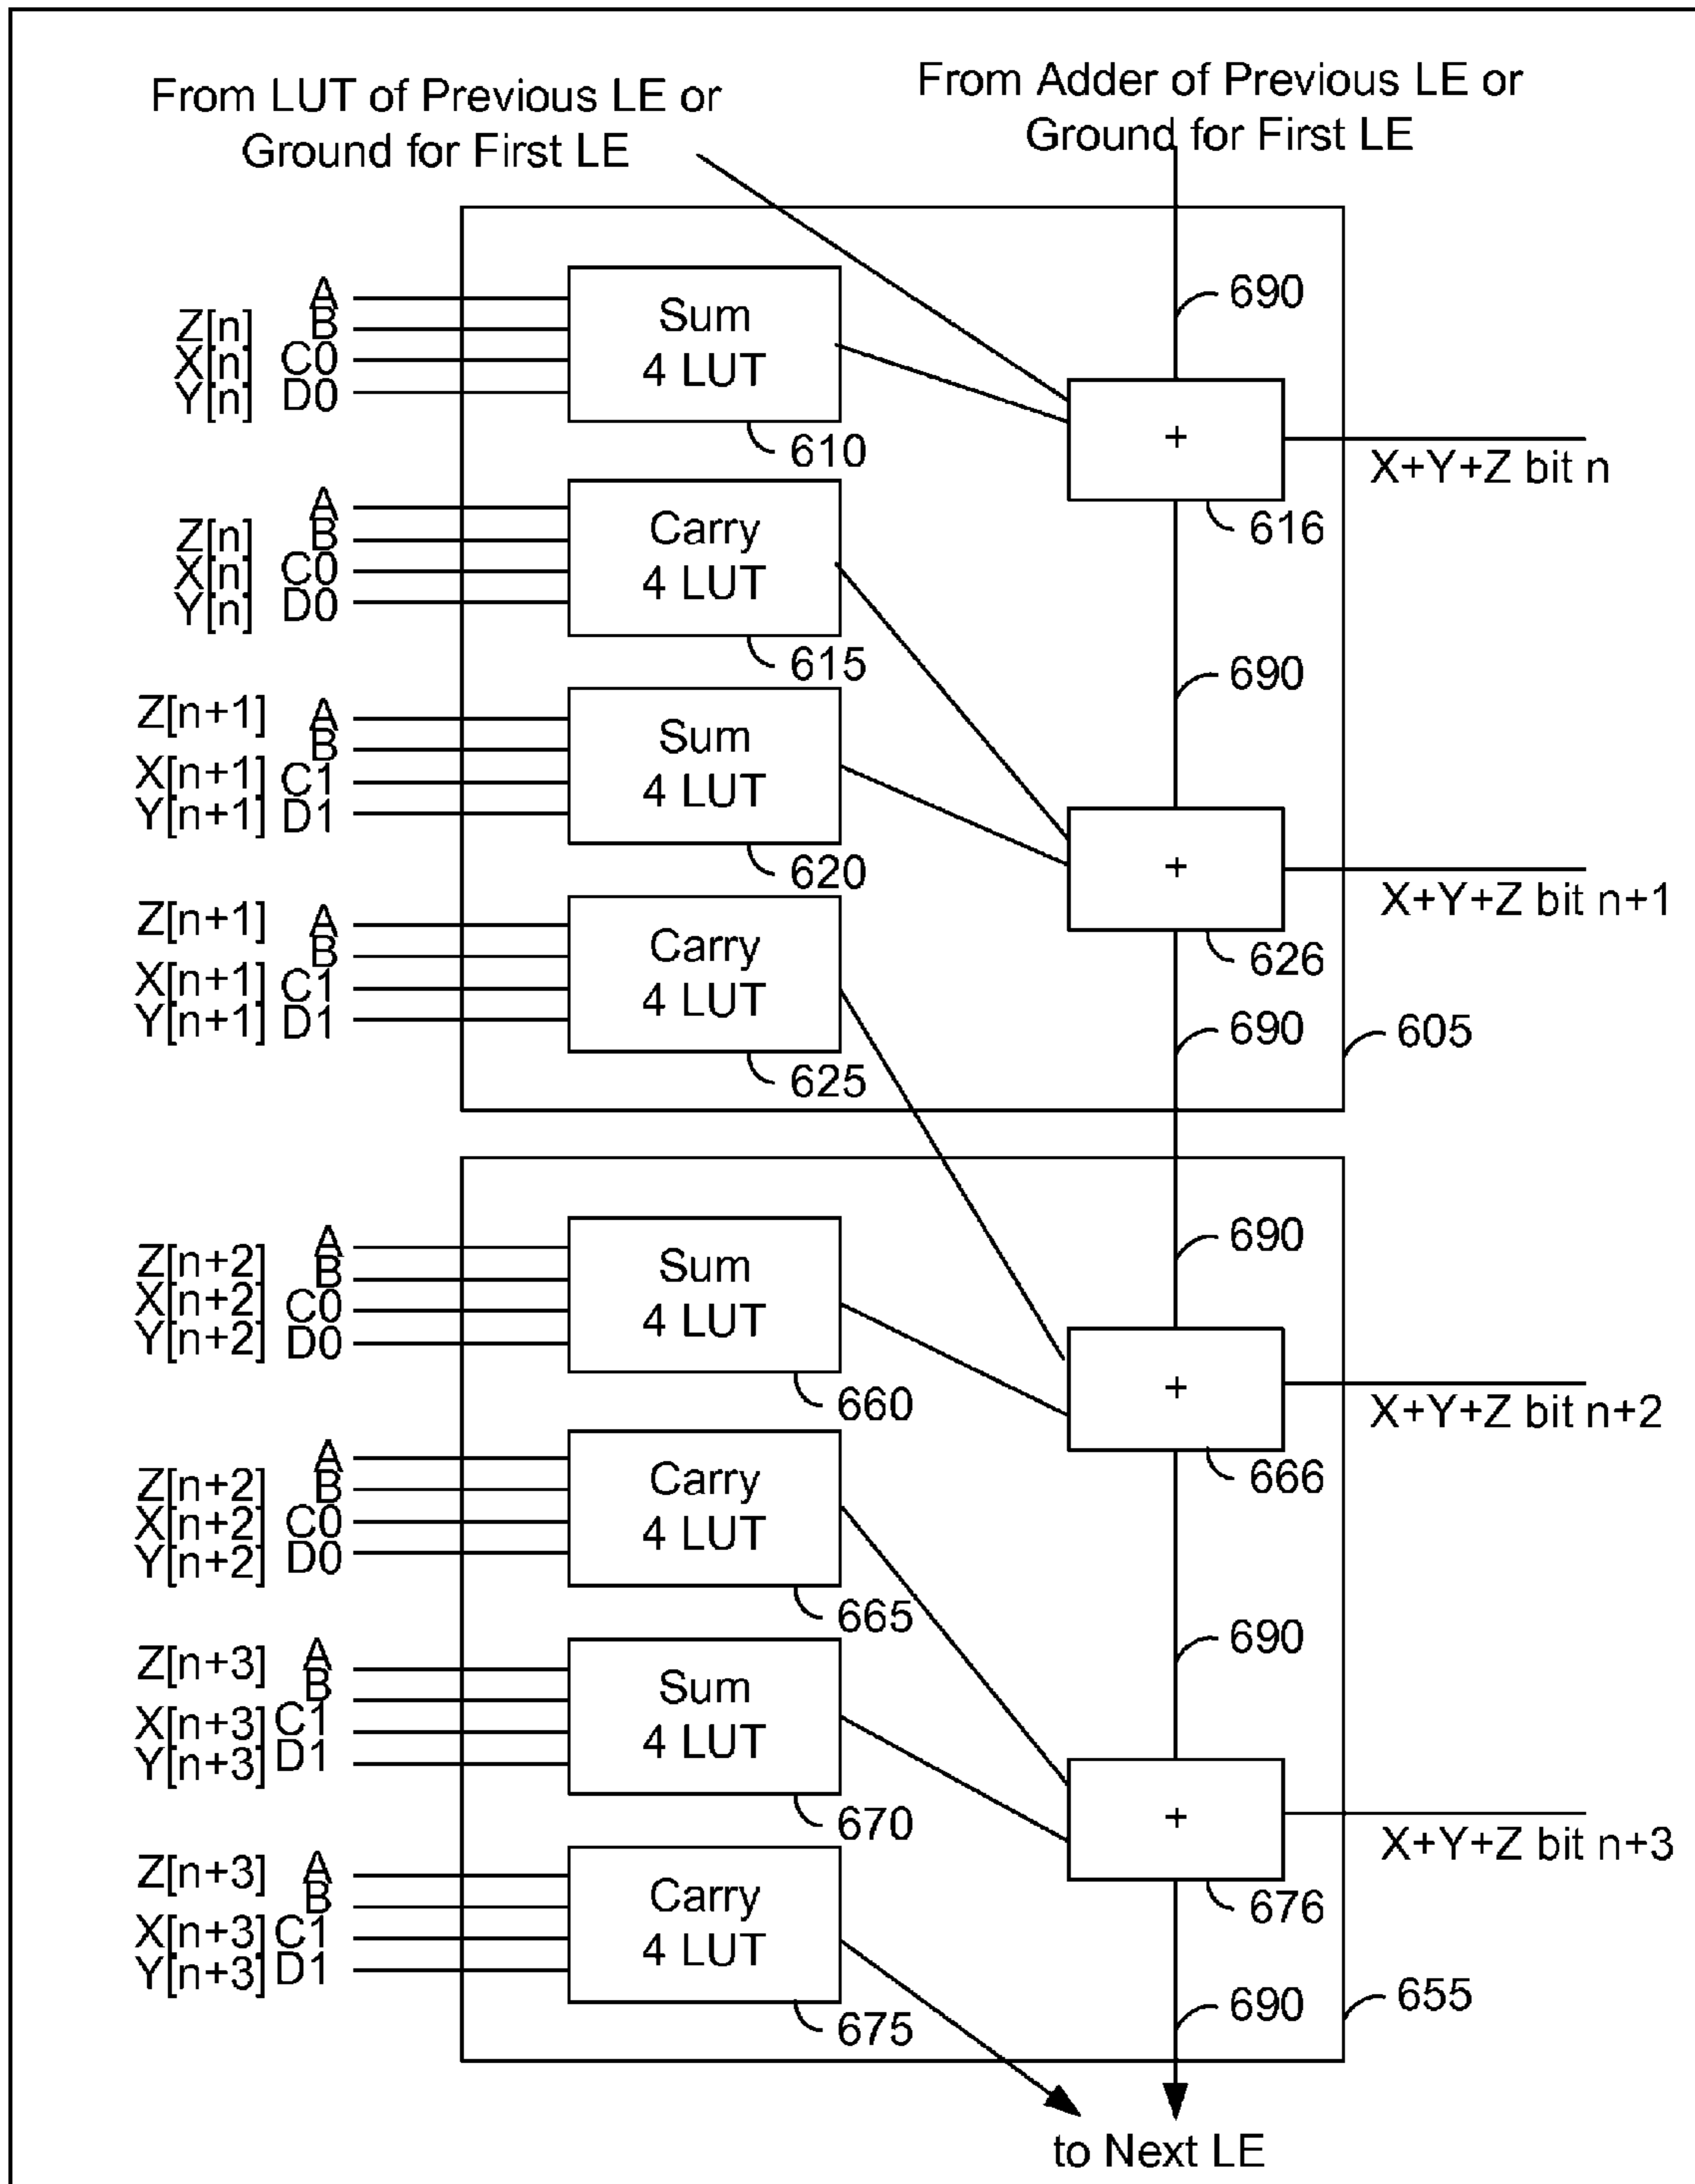 From LUT of Previous LE or
Ground for First LE
From Adder of Previous LE or
Ground for First LE
A
Z[n] B
X[n] C0
Y[n] D0
Sum
4 LUT
610
690
+
616
X+Y+Z bit n
A
Z[n] B
X[n] C0
Y[n] D0
Carry
4 LUT
615
690
Z[n+1] A
B
X[n+1] C1
Y[n+1] D1
Sum
4 LUT
620
+
626
X+Y+Z bit n+1
Z[n+1] A
B
X[n+1] C1
Y[n+1] D1
Carry
4 LUT
625
690
605
A
Z[n+2] B
X[n+2] C0
Y[n+2] D0
Sum
4 LUT
660
690
+
666
X+Y+Z bit n+2
A
Z[n+2] B
X[n+2] C0
Y[n+2] D0
Carry
4 LUT
665
690
Z[n+3] A
B
X[n+3] C1
Y[n+3] D1
Sum
4 LUT
670
+
676
X+Y+Z bit n+3
Z[n+3] A
B
X[n+3] C1
Y[n+3] D1
Carry
4 LUT
675
690
655
to Next LE